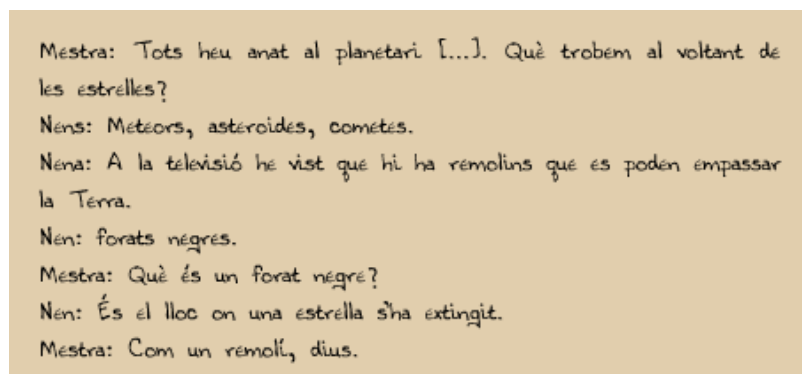 Mestra: Tots heu anat al planetari [...]. Què trobem al voltant de
les estrelles?
Nens: Meteors, asteroides, cometes.
Nena: A la televisió he vist que hi ha remolins que es poden empassar
la Terra.
Nen: forats negres.
Mestra: Què és un forat negre?
Nen: És el lloc on una estrella s'ha extingit.
Mestra: Com un remolí, dius.